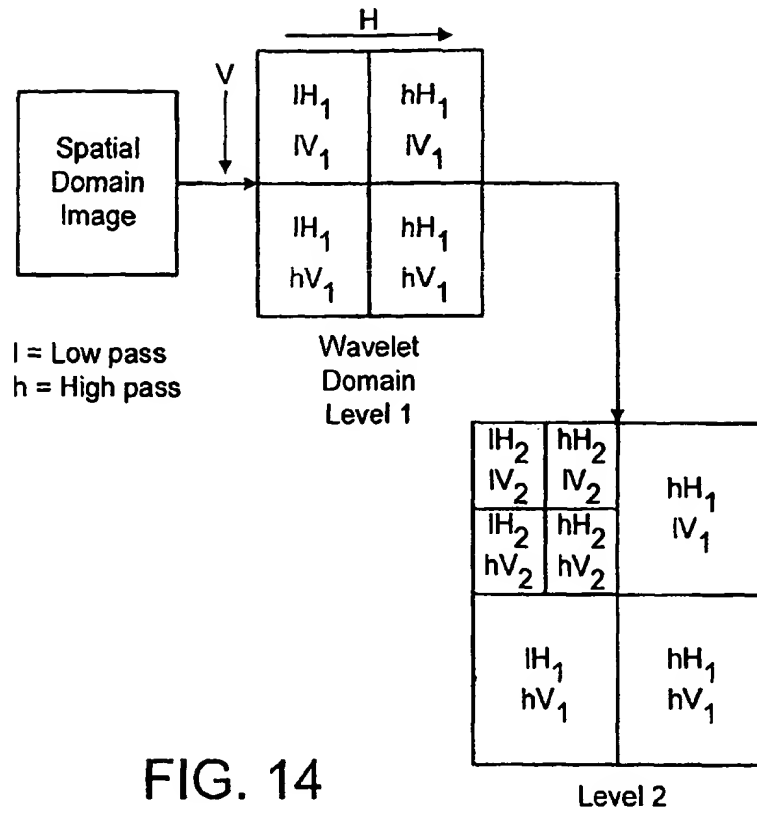 H
V
Spatial
Domain
Image
lH1
lV1
hH1
lV1
lH1
hV1
hH1
hV1
l = Low pass
h = High pass
Wavelet
Domain
Level 1
lH2
lV2
hH2
lV2
lH2
hV2
hH2
hV2
hH1
lV1
lH1
hV1
hH1
hV1
FIG. 14
Level 2